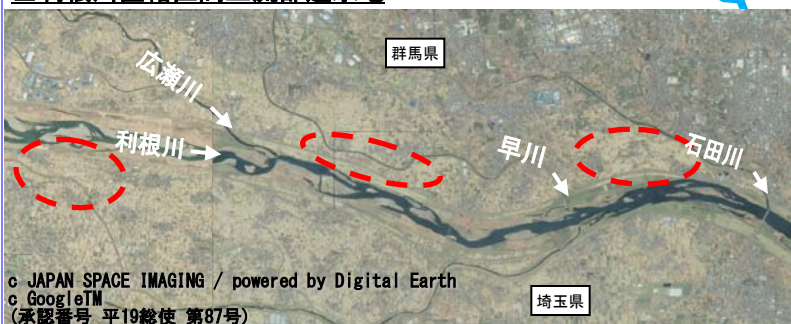 群馬県
広瀬川
利根川
早川
石田川
c JAPAN SPACE IMAGING / powered by Digital Earth
c GoogleTM
(承認番号 平19総使 第87号)
埼玉県